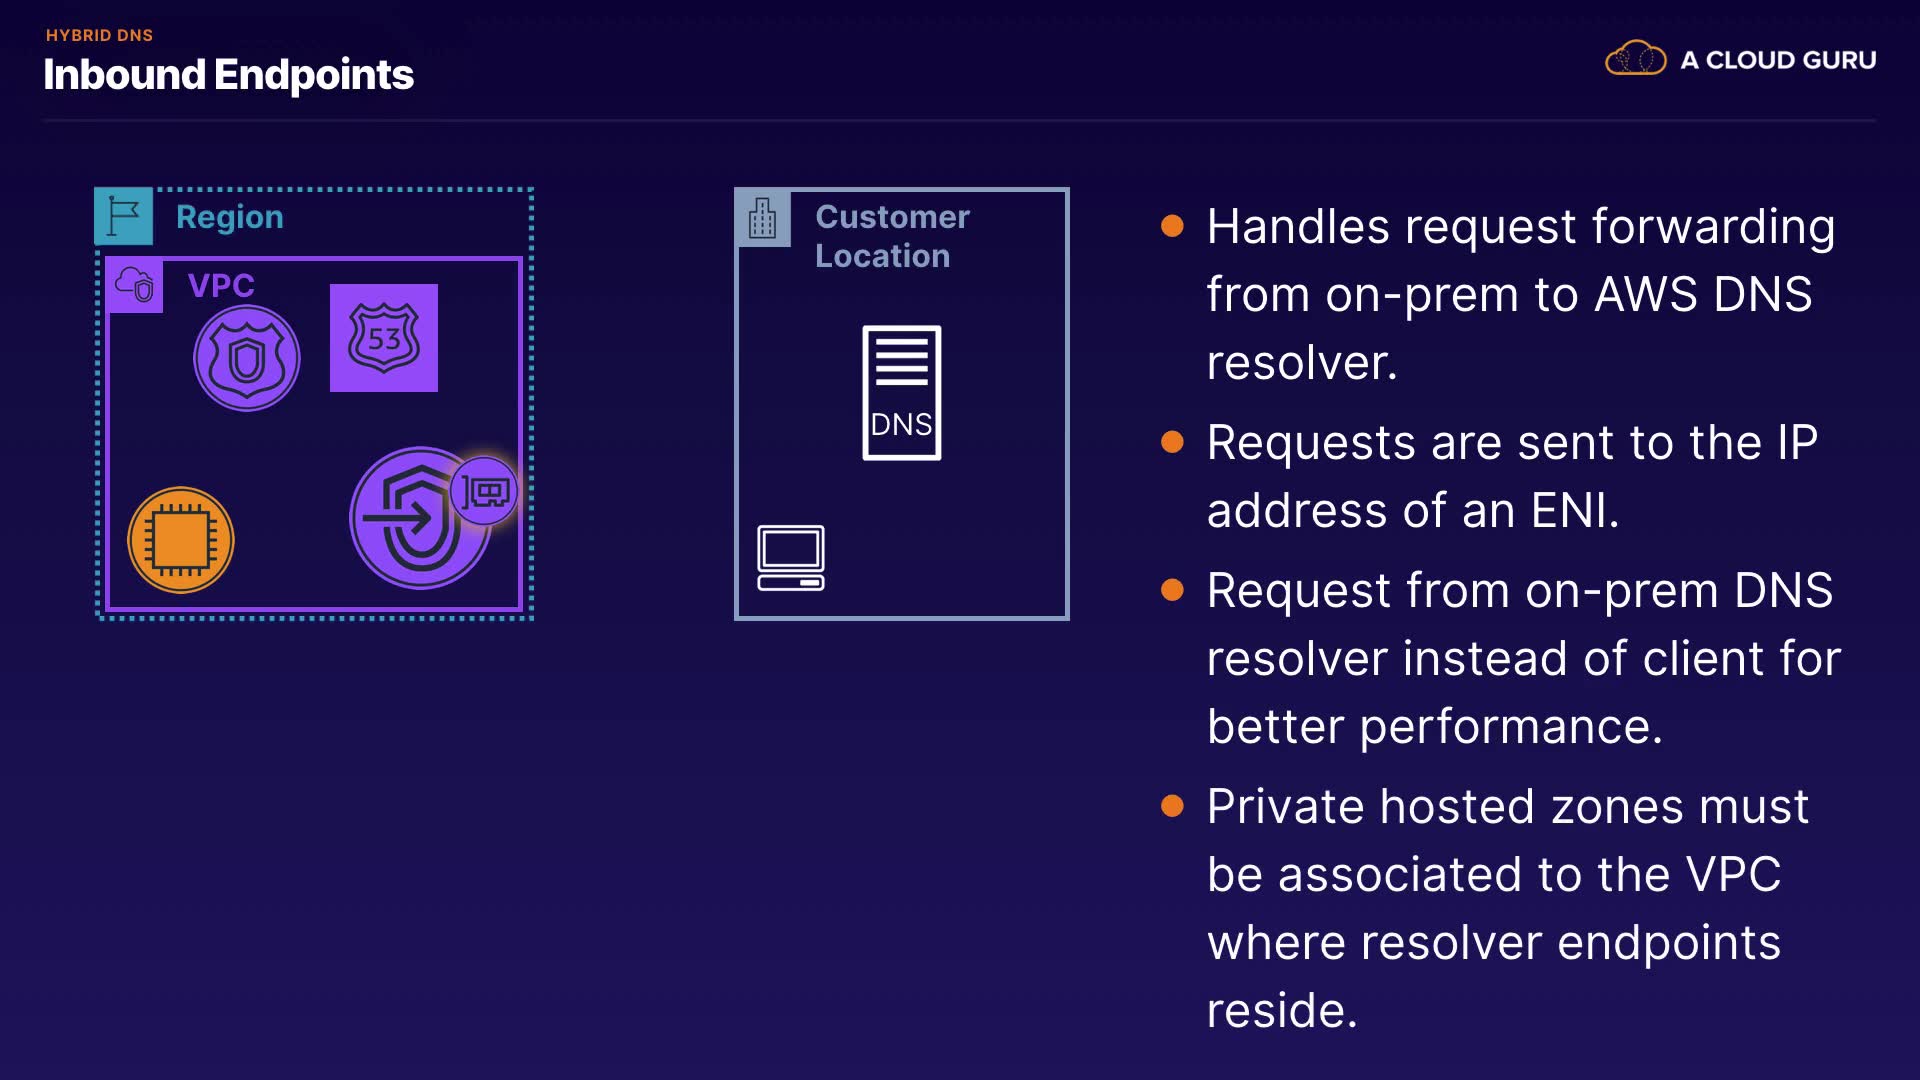 HYBRID DNS
Inbound Endpoints
A CLOUD GURU
Region
VPC
53
Customer
Location
DNS
Handles request forwarding
from on-prem to AWS DNS
resolver.
Requests are sent to the IP
address of an ENI.
Request from on-prem DNS
resolver instead of client for
better performance.
Private hosted zones must
be associated to the VPC
where resolver endpoints
reside.